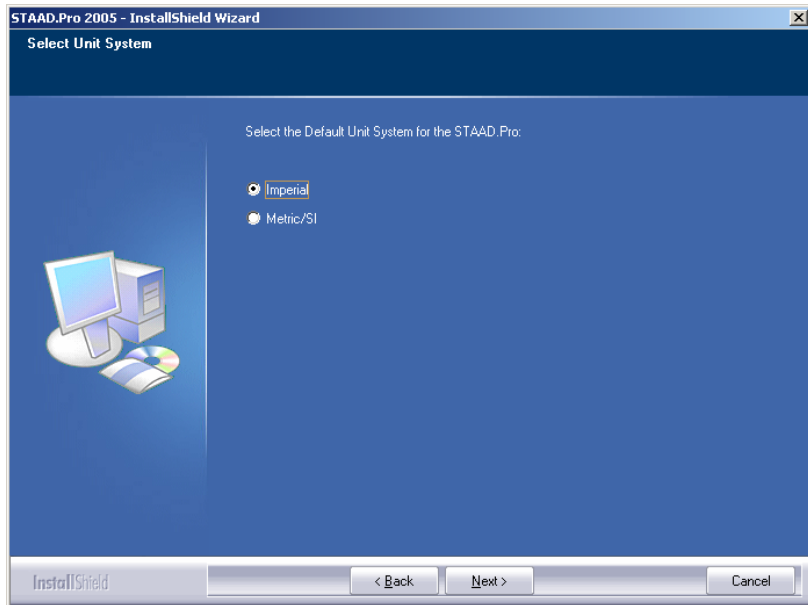 STAAD.Pro 2005 - InstallShield Wizard
Select Unit System
Select the Default Unit System for the STAAD.Pro:
Imperial
Metric/SI
InstallShield
< Back
Next >
Cancel